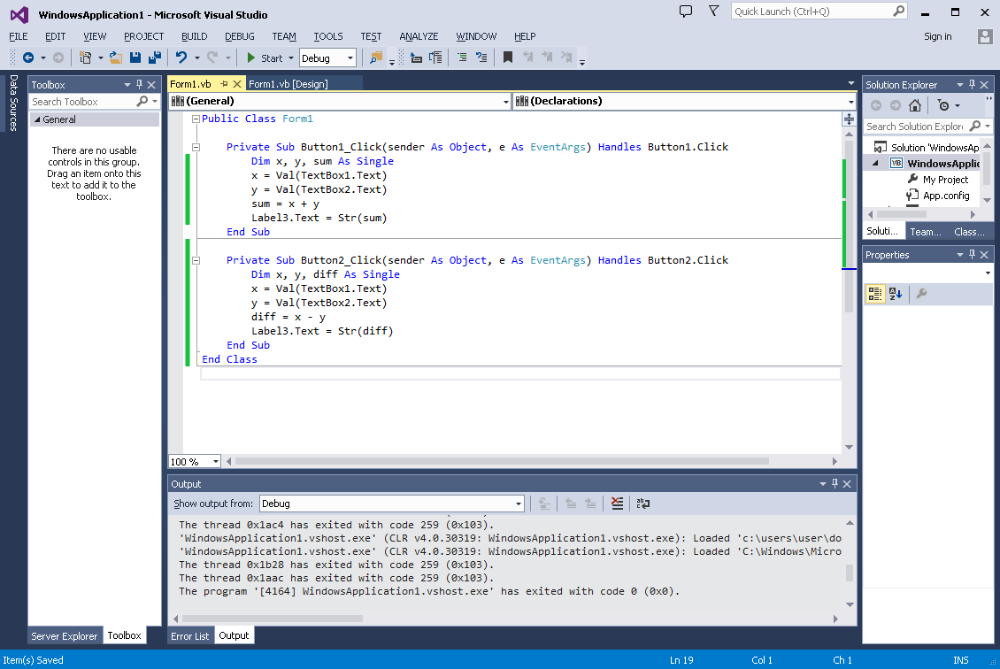 WindowsApplication1 - Microsoft Visual Studio
Quick Launch (Ctrl+Q)
FILE EDIT VIEW PROJECT BUILD DEBUG TEAM TOOLS TEST ANALYZE WINDOW HELP
Sign in
Start Debug
Data Sources
Toolbox
Search Toolbox
General
There are no usable
controls in this group.
Drag an item onto this
text to add it to the
toolbox.
Server Explorer Toolbox
Form1.vb Form1.vb [Design]
(General) (Declarations)
Public Class Form1
Private Sub Button1_Click(sender As Object, e As EventArgs) Handles Button1.Click
Dim x, y, sum As Single
x = Val(TextBox1.Text)
y = Val(TextBox2.Text)
sum = x + y
Label3.Text = Str(sum)
End Sub
Private Sub Button2_Click(sender As Object, e As EventArgs) Handles Button2.Click
Dim x, y, diff As Single
x = Val(TextBox1.Text)
y = Val(TextBox2.Text)
diff = x - y
Label3.Text = Str(diff)
End Sub
End Class
100 %
Output
Show output from: Debug
The thread 0x1ac4 has exited with code 259 (0x103).
'WindowsApplication1.vshost.exe' (CLR v4.0.30319: WindowsApplication1.vshost.exe): Loaded 'c:\users\user\do
'WindowsApplication1.vshost.exe' (CLR v4.0.30319: WindowsApplication1.vshost.exe): Loaded 'C:\Windows\Micro
The thread 0x1b28 has exited with code 259 (0x103).
The thread 0x1aac has exited with code 259 (0x103).
The program '[4164] WindowsApplication1.vshost.exe' has exited with code 0 (0x0).
Error List Output
Solution Explorer
Search Solution Explor
Solution 'WindowsAp
VB WindowsApplic
My Project
App.config
Soluti... Team... Class...
Properties
Item(s) Saved Ln 19 Col 1 Ch 1 INS